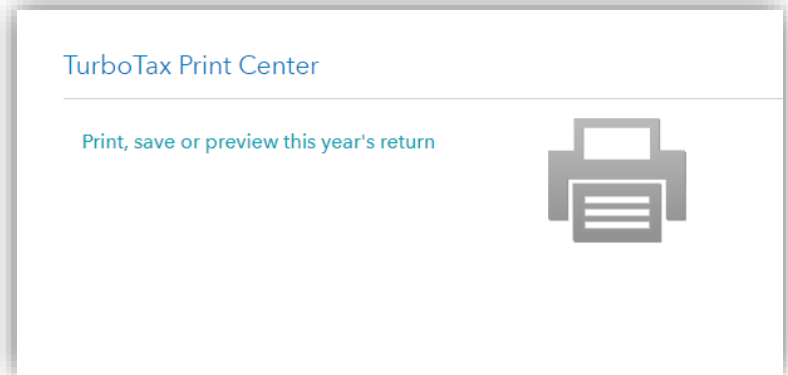 TurboTax Print Center
Print, save or preview this year's return